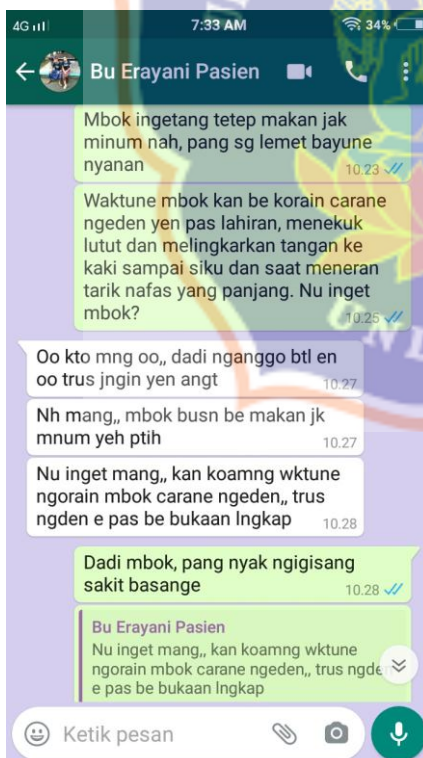 4G
7:33 AM
34%
Bu Erayani Pasien
Mbok ingetang tetep makan jak
minum nah, pang sg lemet bayune
nyanan
10.23
Waktune mbok kan be korain carane
ngeden yen pas lahiran, menekuk
lutut dan melingkarkan tangan ke
kaki sampai siku dan saat meneran
tarik nafas yang panjang. Nu inget
mbok?
10.25
Oo kto mng oo,, dadi nganggo btl en
oo trus jngin yen angt
10.27
Nh mang,, mbok busn be makan jk
mnum yeh ptih
10.27
Nu inget mang,, kan koamng wktune
ngorain mbok carane ngeden,, trus
ngden e pas be bukaan lngkap
10.28
Dadi mbok, pang nyak ngigisang
sakit basange
10.28
Bu Erayani Pasien
Nu inget mang,, kan koamng wktune
ngorain mbok carane ngeden,, trus ngden
e pas be bukaan lngkap
Ketik pesan